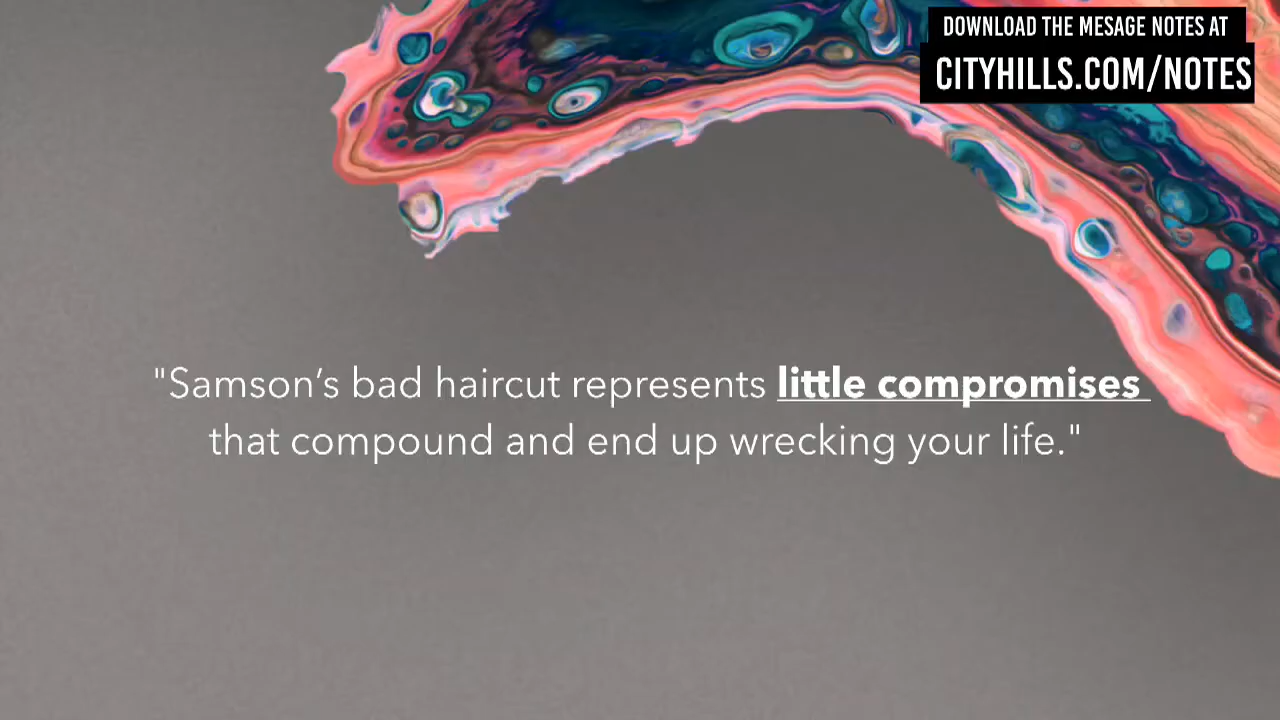 DOWNLOAD THE MESAGE NOTES AT
CITYHILLS.COM/NOTES
"Samson’s bad haircut represents little compromises
that compound and end up wrecking your life."